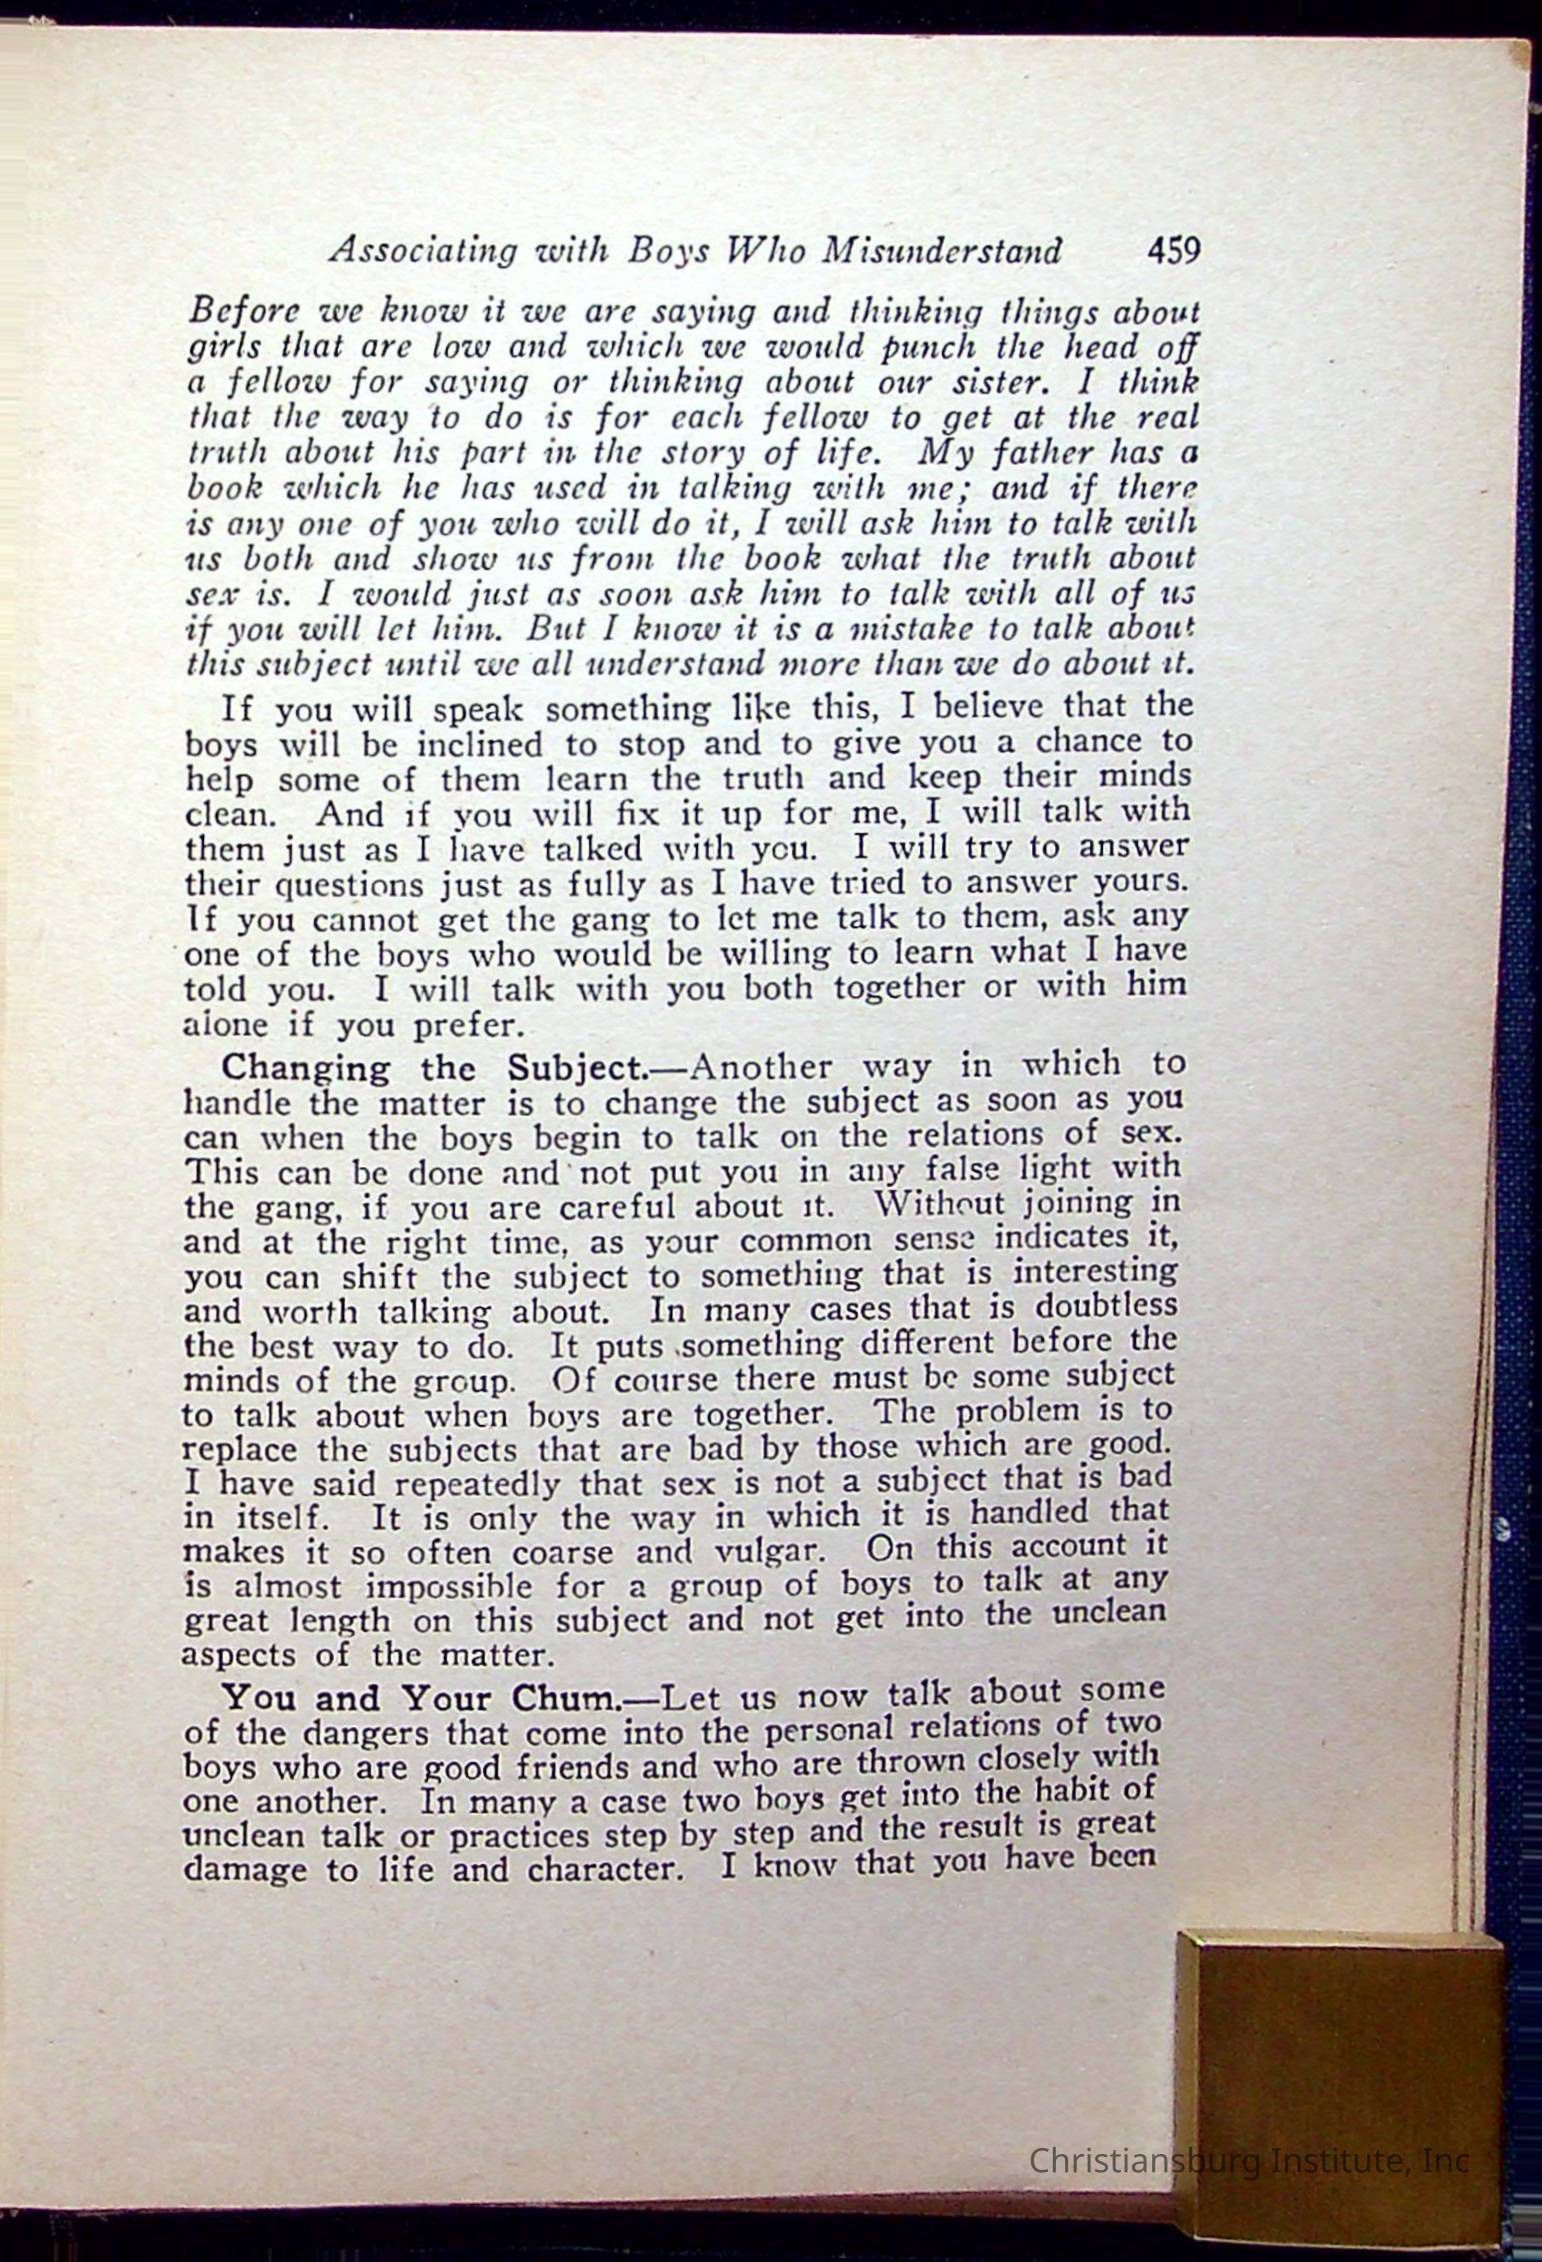 Associating with Boys Who Misunderstand 459
Before we know it we are saying and thinking things about
girls that are low and which we would punch the head off
a fellow for saying or thinking about our sister. I think
that the way to do is for each fellow to get at the real
truth about his part in the story of life. My father has a
book which he has used in talking with me; and if there
is any one of you who will do it, I will ask him to talk with
us both and show us from the book what the truth about
sex is. I would just as soon ask him to talk with all of us
if you will let him. But I know it is a mistake to talk about
this subject until we all understand more than we do about it.
If you will speak something like this, I believe that the
boys will be inclined to stop and to give you a chance to
help some of them learn the truth and keep their minds
clean. And if you will fix it up for me, I will talk with
them just as I have talked with you. I will try to answer
their questions just as fully as I have tried to answer yours.
If you cannot get the gang to let me talk to them, ask any
one of the boys who would be willing to learn what I have
told you. I will talk with you both together or with him
alone if you prefer.
Changing the Subject.—Another way in which to
handle the matter is to change the subject as soon as you
can when the boys begin to talk on the relations of sex.
This can be done and not put you in any false light with
the gang, if you are careful about it. Without joining in
and at the right time, as your common sense indicates it,
you can shift the subject to something that is interesting
and worth talking about. In many cases that is doubtless
the best way to do. It puts something different before the
minds of the group. Of course there must be some subject
to talk about when boys are together. The problem is to
replace the subjects that are bad by those which are good.
I have said repeatedly that sex is not a subject that is bad
in itself. It is only the way in which it is handled that
makes it so often coarse and vulgar. On this account it
is almost impossible for a group of boys to talk at any
great length on this subject and not get into the unclean
aspects of the matter.
You and Your Chum.—Let us now talk about some
of the dangers that come into the personal relations of two
boys who are good friends and who are thrown closely with
one another. In many a case two boys get into the habit of
unclean talk or practices step by step and the result is great
damage to life and character. I know that you have been
Christiansburg Institute, Inc